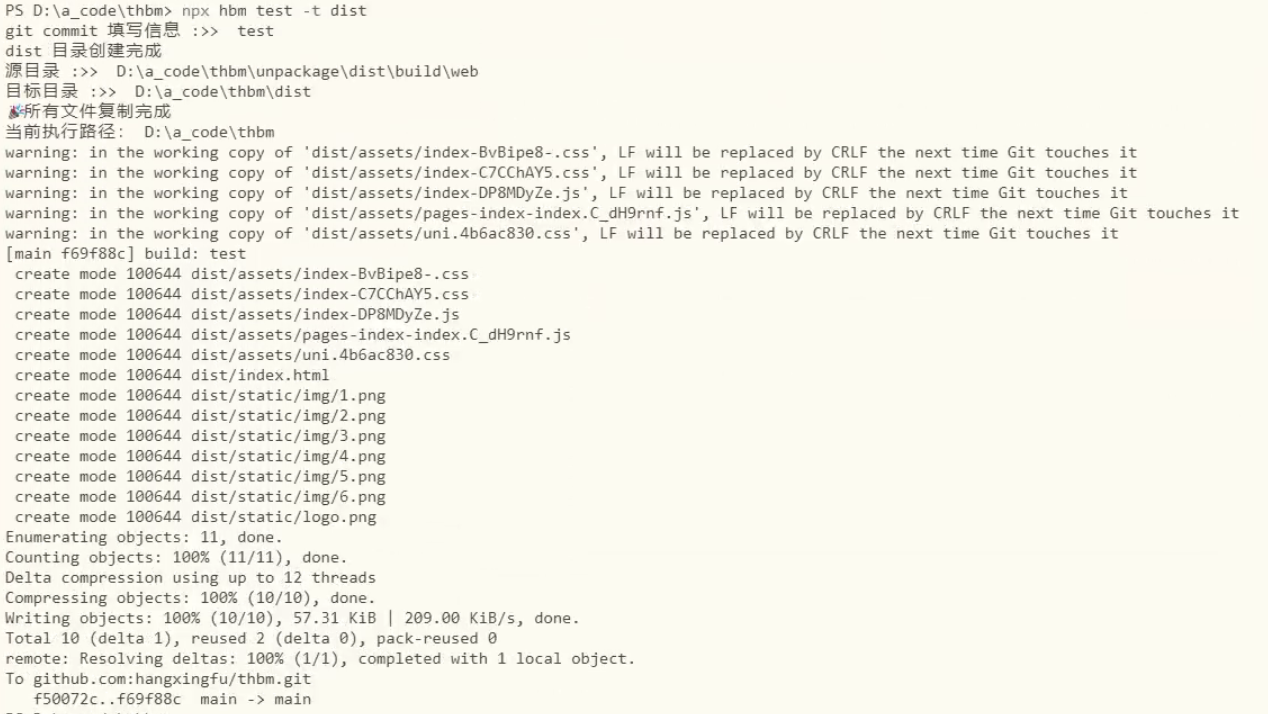 PS D:\a_code\thbm> npx hbm test -t dist
git commit 填写信息 :>>  test
dist 目录创建完成
源目录 :>>  D:\a_code\thbm\unpackage\dist\build\web
目标目录 :>>  D:\a_code\thbm\dist
🎉所有文件复制完成
当前执行路径:  D:\a_code\thbm
warning: in the working copy of 'dist/assets/index-BvBipe8-.css', LF will be replaced by CRLF the next time Git touches it
warning: in the working copy of 'dist/assets/index-C7CChAY5.css', LF will be replaced by CRLF the next time Git touches it
warning: in the working copy of 'dist/assets/index-DP8MDyZe.js', LF will be replaced by CRLF the next time Git touches it
warning: in the working copy of 'dist/assets/pages-index-index.C_dH9rnf.js', LF will be replaced by CRLF the next time Git touches it
warning: in the working copy of 'dist/assets/uni.4b6ac830.css', LF will be replaced by CRLF the next time Git touches it
[main f69f88c] build: test
 create mode 100644 dist/assets/index-BvBipe8-.css
 create mode 100644 dist/assets/index-C7CChAY5.css
 create mode 100644 dist/assets/index-DP8MDyZe.js
 create mode 100644 dist/assets/pages-index-index.C_dH9rnf.js
 create mode 100644 dist/assets/uni.4b6ac830.css
 create mode 100644 dist/index.html
 create mode 100644 dist/static/img/1.png
 create mode 100644 dist/static/img/2.png
 create mode 100644 dist/static/img/3.png
 create mode 100644 dist/static/img/4.png
 create mode 100644 dist/static/img/5.png
 create mode 100644 dist/static/img/6.png
 create mode 100644 dist/static/logo.png
Enumerating objects: 11, done.
Counting objects: 100% (11/11), done.
Delta compression using up to 12 threads
Compressing objects: 100% (10/10), done.
Writing objects: 100% (10/10), 57.31 KiB | 209.00 KiB/s, done.
Total 10 (delta 1), reused 2 (delta 0), pack-reused 0
remote: Resolving deltas: 100% (1/1), completed with 1 local object.
To github.com:hangxingfu/thbm.git
   f50072c..f69f88c  main -> main